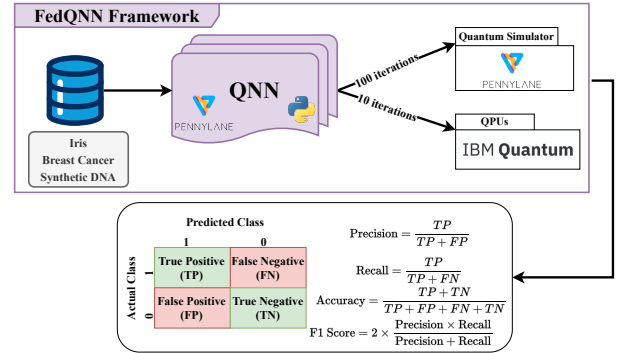 FedQNN Framework
Iris
Breast Cancer
Synthetic DNA
QNN
PENNYLANE
100 iterations
10 iterations
Quantum Simulator
PENNYLANE
QPUs
IBM Quantum
Predicted Class
1 0
Actual Class
1
0
True Positive
(TP)
False Negative
(FN)
False Positive
(FP)
True Negative
(TN)
Precision = TP / TP + FP
Recall = TP / TP + FN
Accuracy = TP + TN / TP + FP + FN + TN
F1 Score = 2 × Precision × Recall / Precision + Recall